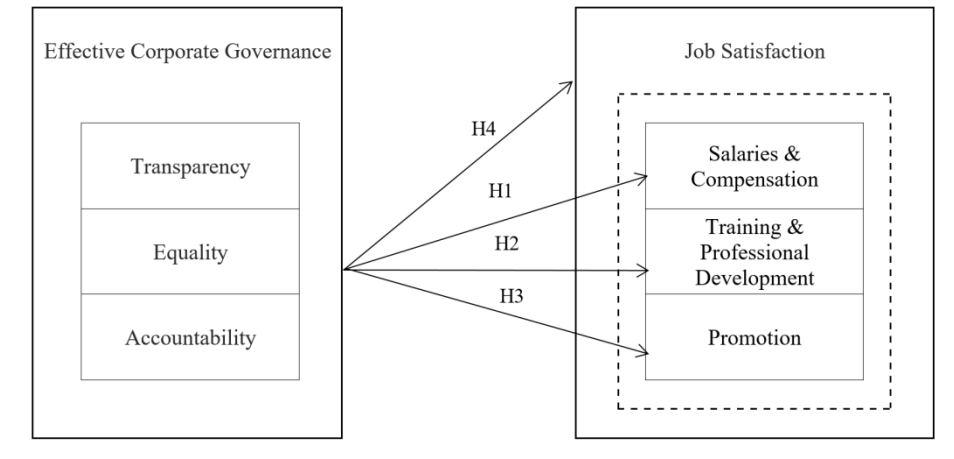 Effective Corporate Governance
Transparency
Equality
Accountability
H4
H1
H2
H3
Job Satisfaction
Salaries &
Compensation
Training &
Professional
Development
Promotion